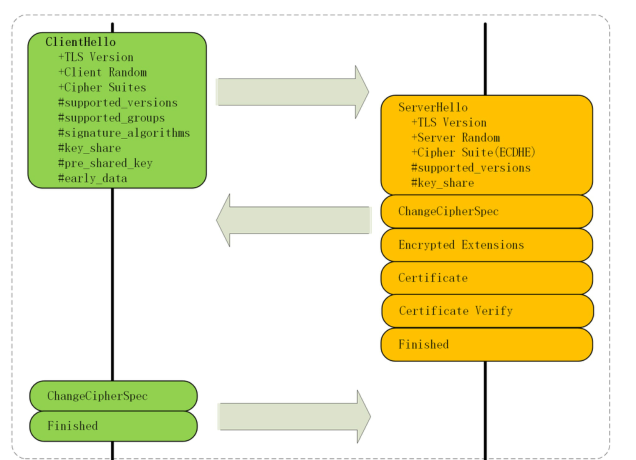 ClientHello
+TLS Version
+Client Random
+Cipher Suites
#supported_versions
#supported_groups
#signature_algorithms
#key_share
#pre_shared_key
#early_data
ServerHello
+TLS Version
+Server Random
+Cipher Suite(ECDHE)
#supported_versions
#key_share
ChangeCipherSpec
Encrypted Extensions
Certificate
Certificate Verify
Finished
ChangeCipherSpec
Finished